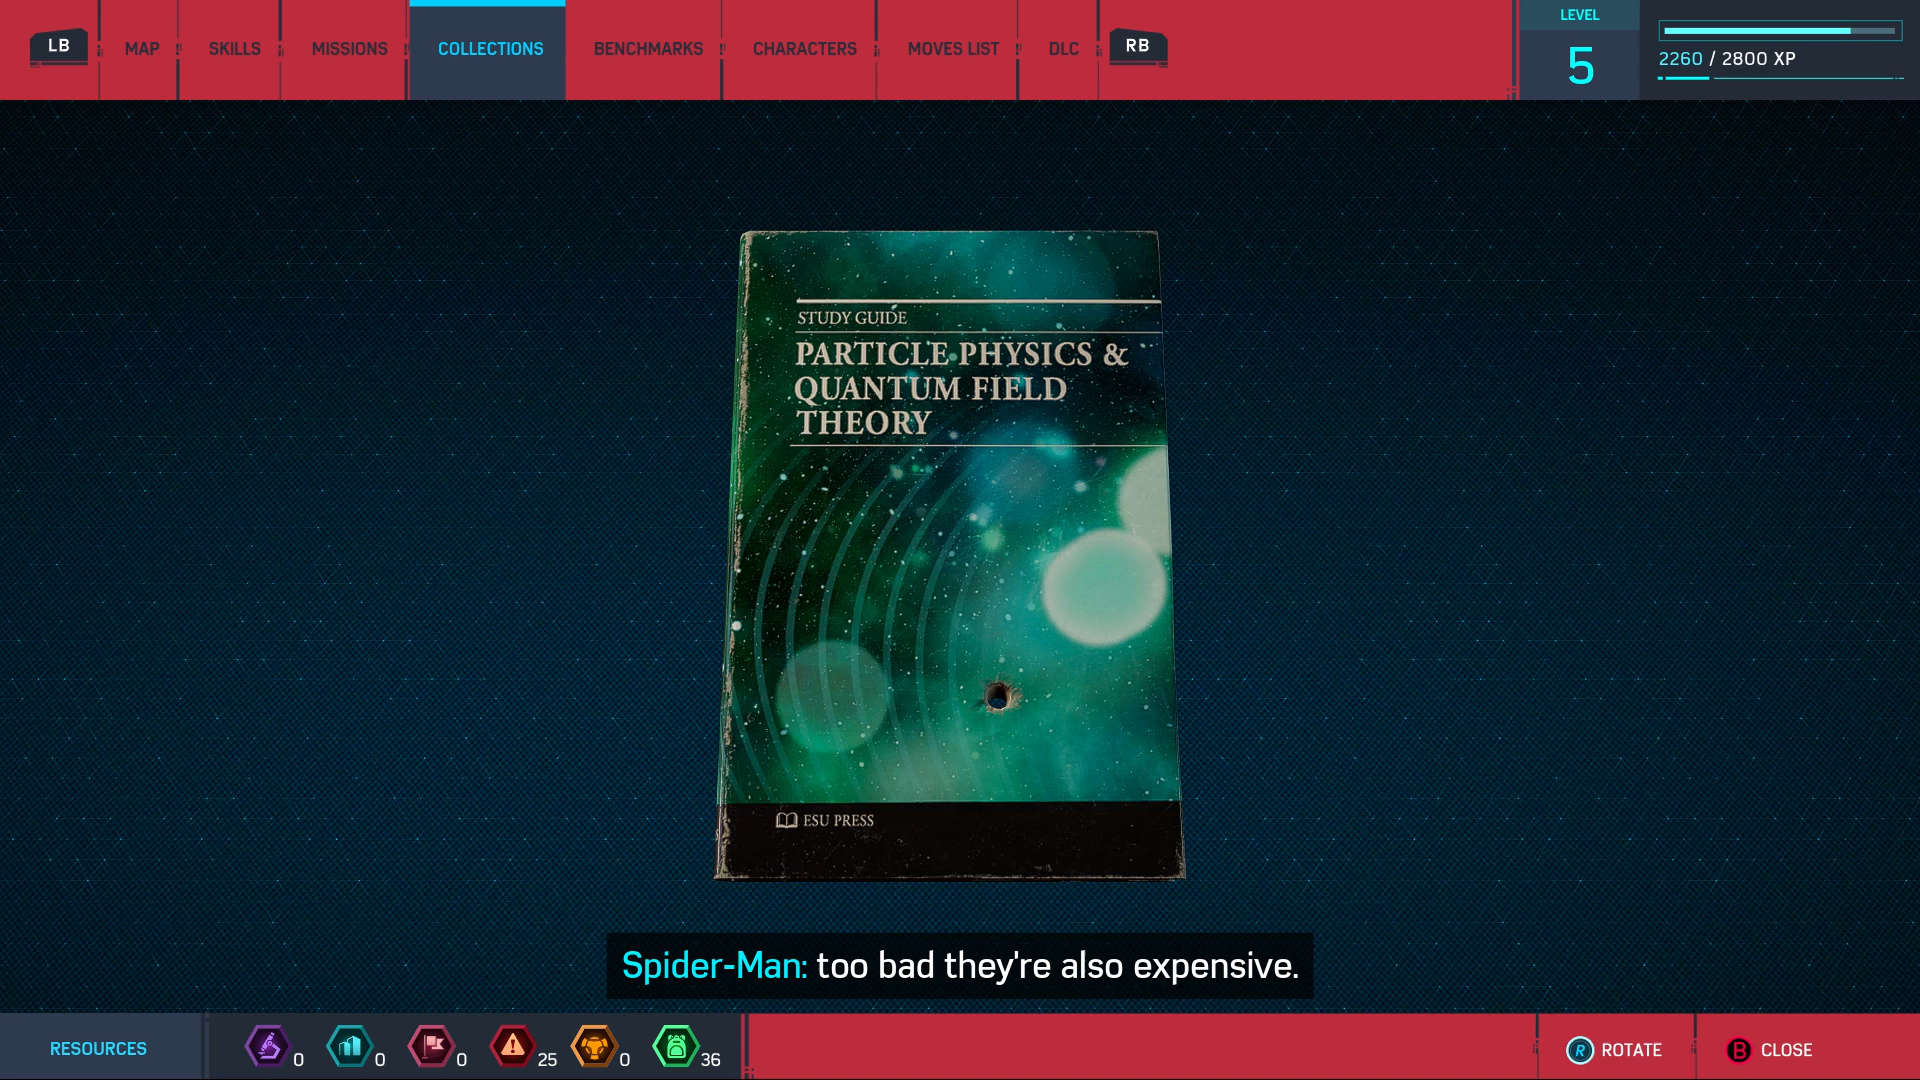 LB
MAP
SKILLS
MISSIONS
COLLECTIONS
BENCHMARKS
CHARACTERS
MOVES LIST
DLC
RB
LEVEL
5
2260 / 2800 XP
STUDY GUIDE
PARTICLE PHYSICS &
QUANTUM FIELD
THEORY
ESU PRESS
Spider-Man: too bad they're also expensive.
RESOURCES
0
0
0
25
0
36
R ROTATE
B CLOSE